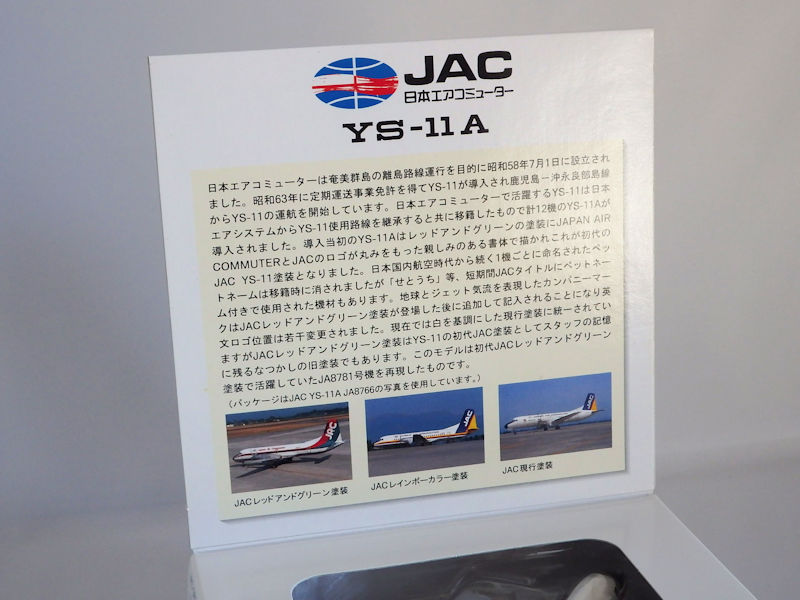 JAC
日本エアコミューター
YS-11A
日本エアコミューターは奄美群島の離島路線運行を目的に昭和58年7月1日に設立され
ました。昭和63年に定期運送事業免許を得てYS-11が導入され鹿児島ー沖永良部島線
からYS-11の運航を開始しています。日本エアコミューターで活躍するYS-11は日本
エアシステムからYS-11使用路線を継承すると共に移籍したもので計12機のYS-11Aが
導入されました。導入当初のYS-11Aはレッドアンドグリーンの塗装にJAPAN AIR
COMMUTERとJACのロゴが丸みをもった親しみのある書体で描かれこれが初代の
JAC YS-11塗装となりました。日本国内航空時代から続く1機ごとに命名されたペッ
トネームは移籍時に消されましたが「せとうち」等、短期間JACタイトルにペットネー
ム付きで使用された機材もあります。地球とジェット気流を表現したカンパニーマー
クはJACレッドアンドグリーン塗装が登場した後に追加して記入されることになり英
文ロゴ位置は若干変更されました。現在では白を基調にした現行塗装に統一されてい
ますがJACレッドアンドグリーン塗装はYS-11の初代JAC塗装としてスタッフの記憶
に残るなつかしの旧塗装でもあります。このモデルは初代JACレッドアンドグリーン
塗装で活躍していたJA8781号機を再現したものです。
(パッケージはJAC YS-11A JA8766の写真を使用しています。)
JAC
JAC
JAC
JACレッドアンドグリーン塗装
JACレインボーカラー塗装
JAC現行塗装